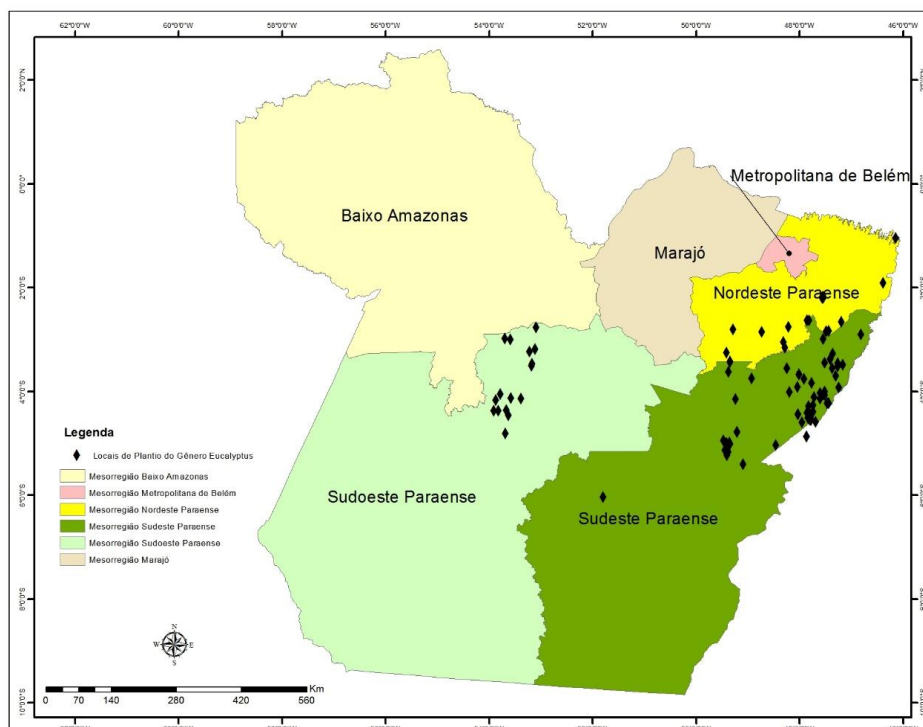 62°0'0"W 60°0'0"W 58°0'0"W 56°0'0"W 54°0'0"W 52°0'0"W 50°0'0"W 48°0'0"W 46°0'0"W
2°0'0"N
0°0'0"
2°0'0"S
4°0'0"S
6°0'0"S
8°0'0"S
10°0'0"S
Metropolitana de Belém
Baixo Amazonas
Marajó
Nordeste Paraense
Sudoeste Paraense
Sudeste Paraense
Legenda
Locais de Plantio do Gênero Eucalyptus
Mesorregião Baixo Amazonas
Mesorregião Metropolitana de Belém
Mesorregião Nordeste Paraense
Mesorregião Sudeste Paraense
Mesorregião Sudoeste Paraense
Mesorregião Marajó
N
W E
S
Km
0 70 140 280 420 560